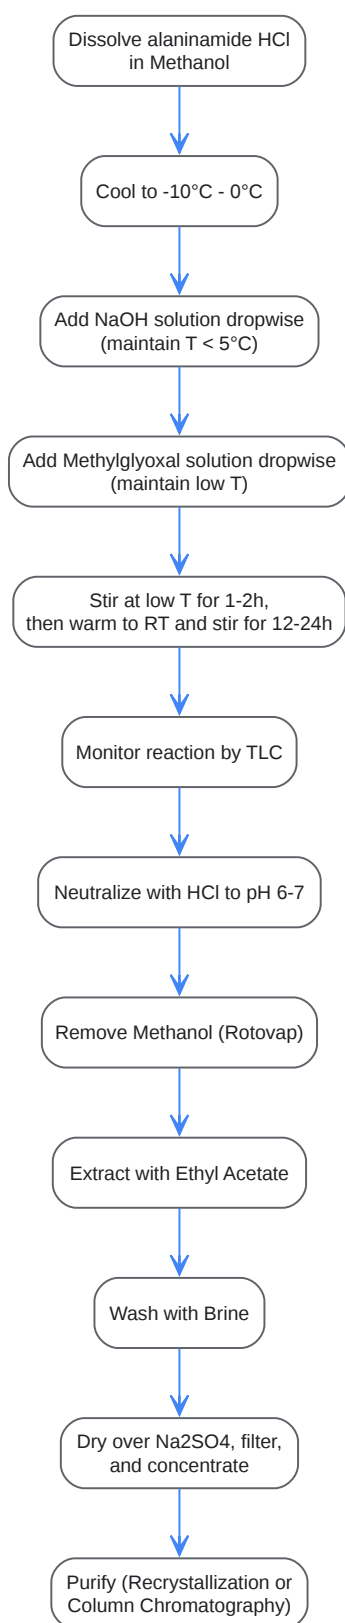 Dissolve alaninamide HCl
in Methanol
Cool to -10°C - 0°C
Add NaOH solution dropwise
(maintain T < 5°C)
Add Methylglyoxal solution dropwise
(maintain low T)
Stir at low T for 1-2h,
then warm to RT and stir for 12-24h
Monitor reaction by TLC
Neutralize with HCl to pH 6-7
Remove Methanol (Rotovap)
Extract with Ethyl Acetate
Wash with Brine
Dry over Na2SO4, filter,
and concentrate
Purify (Recrystallization or
Column Chromatography)